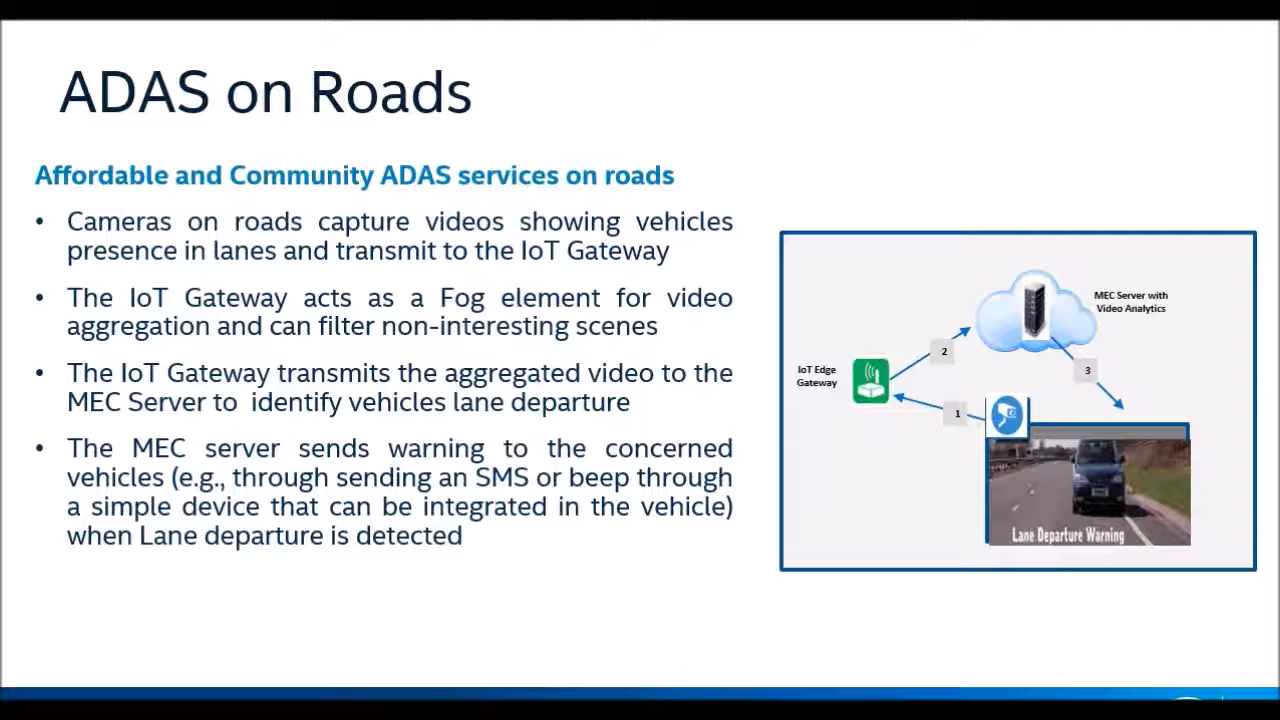 ADAS on Roads
Affordable and Community ADAS services on roads
• Cameras on roads capture videos showing vehicles
presence in lanes and transmit to the IoT Gateway
• The IoT Gateway acts as a Fog element for video
aggregation and can filter non-interesting scenes
• The IoT Gateway transmits the aggregated video to the
MEC Server to identify vehicles lane departure
• The MEC server sends warning to the concerned
vehicles (e.g., through sending an SMS or beep through
a simple device that can be integrated in the vehicle)
when Lane departure is detected
MEC Server with
Video Analytics
2
IoT Edge
Gateway
3
1
Lane Departure Warning